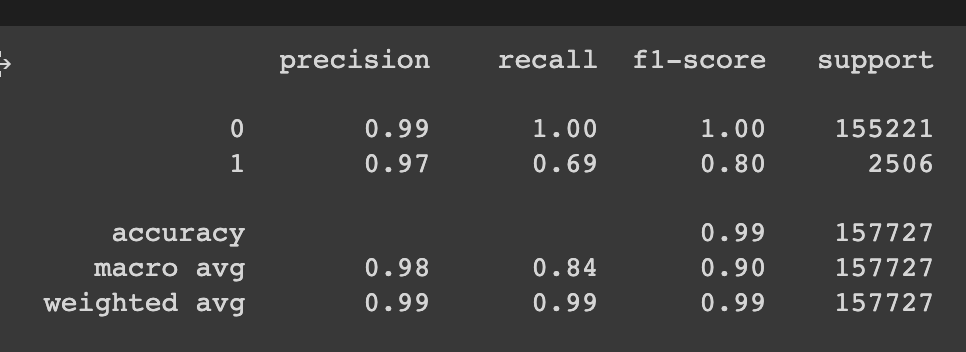 precision recall f1-score support
0 0.99 1.00 1.00 155221
1 0.97 0.69 0.80 2506
accuracy 0.99 157727
macro avg 0.98 0.84 0.90 157727
weighted avg 0.99 0.99 0.99 157727